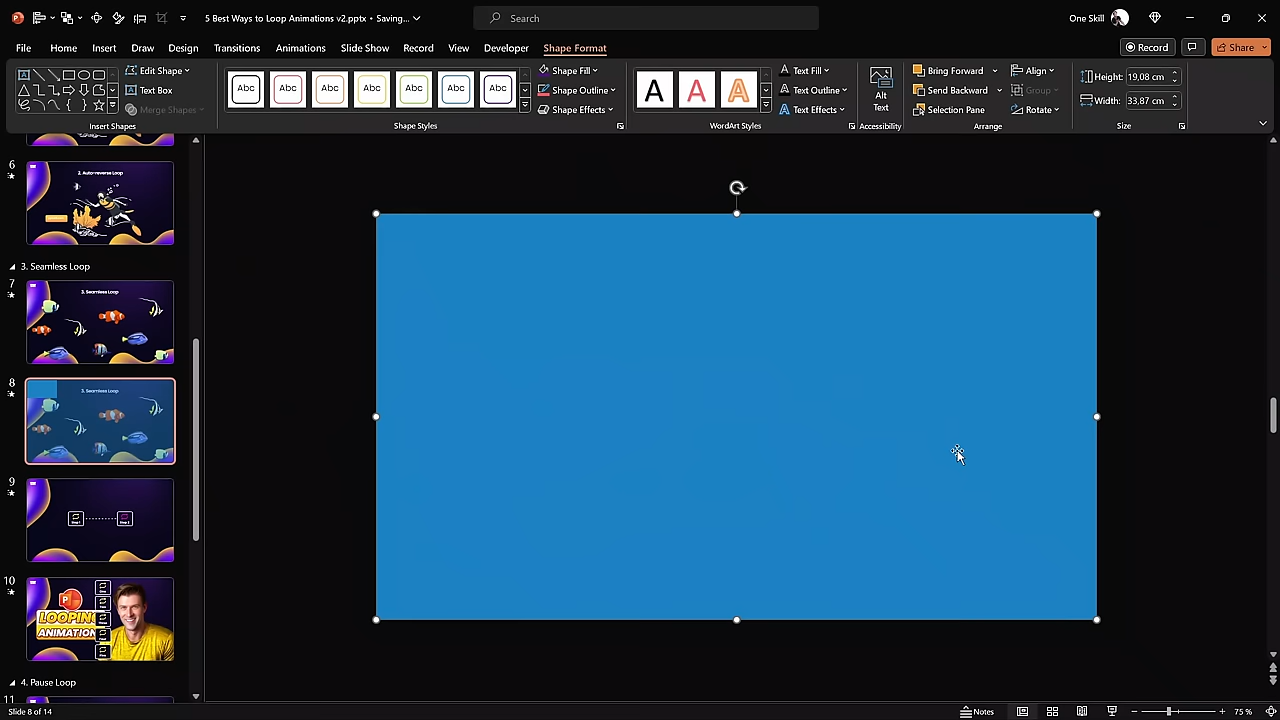 5 Best Ways to Loop Animations v2.pptx • Saving...
Search
One Skill
File
Home
Insert
Draw
Design
Transitions
Animations
Slide Show
Record
View
Review
Developer
Shape Format
Record
Share
Edit Shape
Text Box
Merge Shapes
Insert Shapes
Abc
Abc
Abc
Abc
Abc
Abc
Abc
Shape Fill
Shape Outline
Shape Effects
Shape Styles
A
A
A
Text Fill
Text Outline
Text Effects
WordArt Styles
Alt
Text
Accessibility
Bring Forward
Send Backward
Selection Pane
Align
Group
Rotate
Arrange
Height:
19,08 cm
Width:
33,87 cm
Size
6
2. Auto-reverse Loop
3. Seamless Loop
7
3. Seamless Loop
8
3. Seamless Loop
9
Step 1
Step 2
10
LOOPING
ANIMATION
4. Pause Loop
11
Slide 8 of 14
Notes
75 %